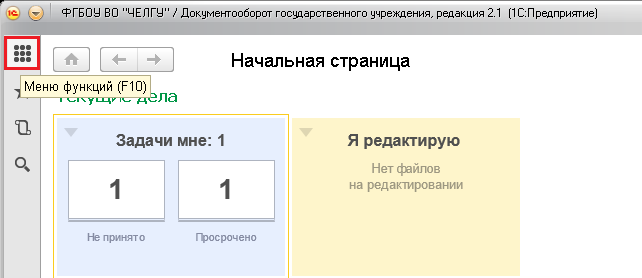 ФГБОУ ВО "ЧЕЛГУ" / Документооборот государственного учреждения, редакция 2.1 (1С:Предприятие)
Начальная страница
Меню функций (F10)
Текущие дела
Задачи мне: 1
1
1
Не принято
Просрочено
Я редактирую
Нет файлов
на редактировании